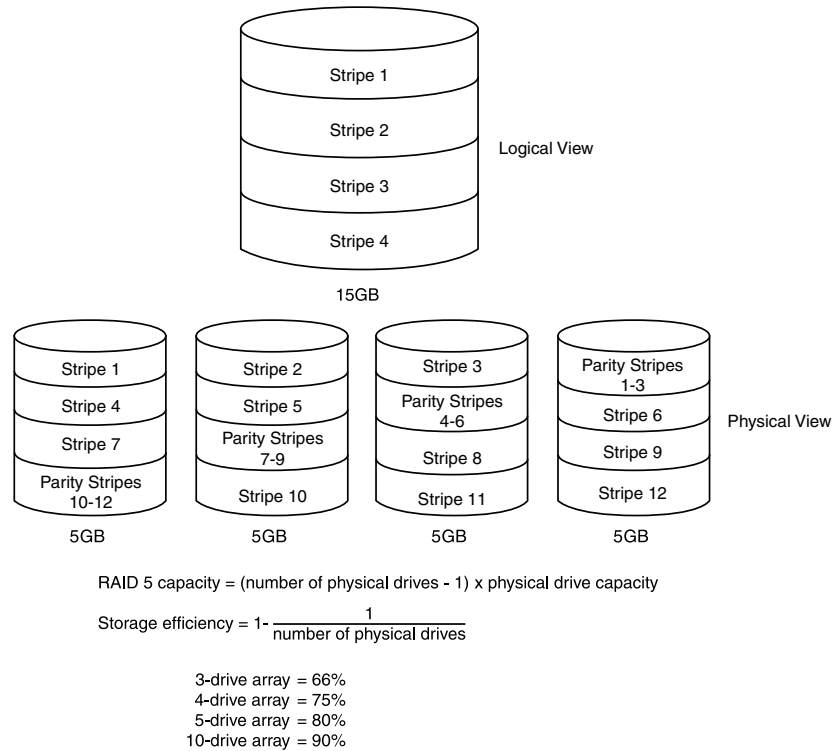 Stripe 1
Stripe 2
Stripe 3
Stripe 4
Logical View
15GB
Stripe 1
Stripe 4
Stripe 7
Parity Stripes
10-12
5GB
Stripe 2
Stripe 5
Parity Stripes
7-9
Stripe 10
5GB
Stripe 3
Parity Stripes
4-6
Stripe 8
Stripe 11
5GB
Parity Stripes
1-3
Stripe 6
Stripe 9
Stripe 12
5GB
Physical View
RAID 5 capacity = (number of physical drives - 1) x physical drive capacity
Storage efficiency = 1- 1
number of physical drives
3-drive array = 66%
4-drive array = 75%
5-drive array = 80%
10-drive array = 90%